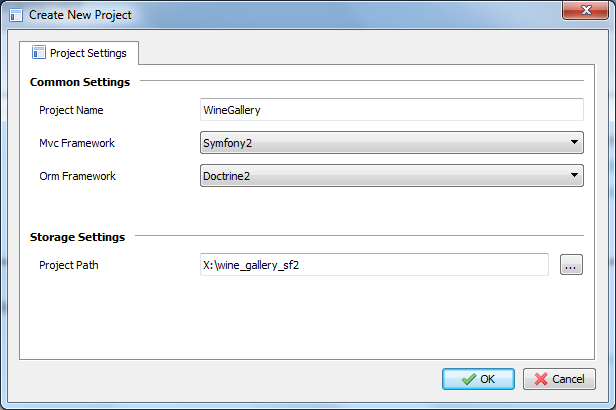 Create New Project
Project Settings
Common Settings
Project Name WineGallery
Mvc Framework Symfony2
Orm Framework Doctrine2
Storage Settings
Project Path X:\wine_gallery_sf2 ...
OK Cancel